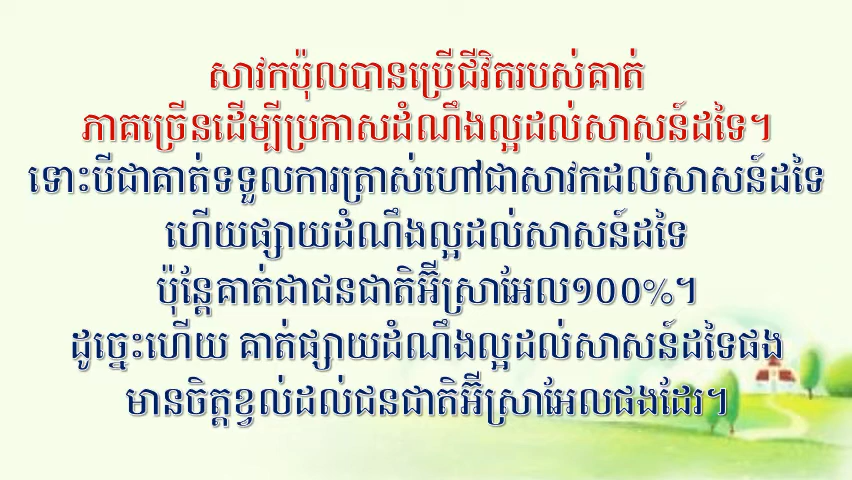 សាវកប៉ុលបានប្រើជីវិតរបស់គាត់
ភាគច្រើនដើម្បីប្រកាសដំណឹងល្អដល់សាសន៍ដទៃ។
ទោះបីជាគាត់ទទួលការត្រាស់ហៅជាសាវកដល់សាសន៍ដទៃ
ហើយផ្សាយដំណឹងល្អដល់សាសន៍ដទៃ
ប៉ុន្តែគាត់ជាជនជាតិអ៊ីស្រាអែល១០០%។
ដូច្នេះហើយ គាត់ផ្សាយដំណឹងល្អដល់សាសន៍ដទៃផង
មានចិត្តខ្វល់ដល់ជនជាតិអ៊ីស្រាអែលផងដែរ។